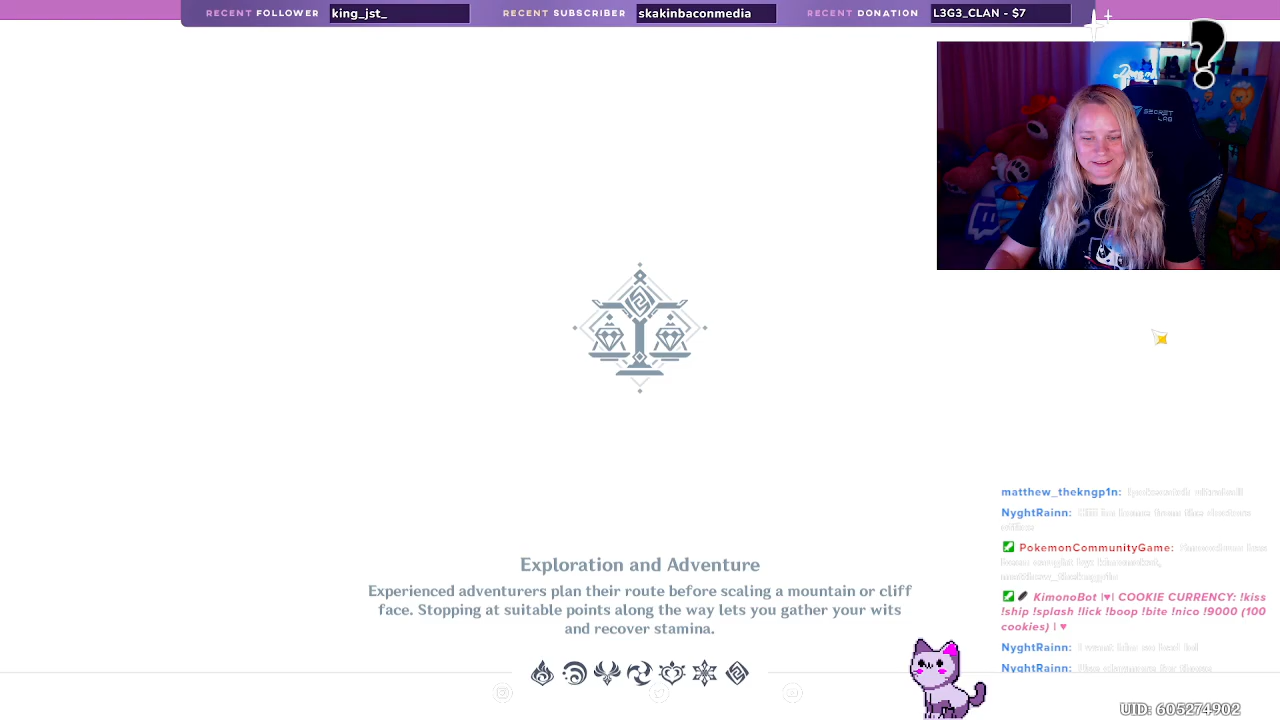 RECENT FOLLOWER king_jst_ RECENT SUBSCRIBER skakinbaconmedia RECENT DONATION L3G3_CLAN - $7
?
SECRET
LAB
matthew_thekngp1n:
NyghtRainn:
PokemonCommunityGame:
KimonoBot |♥| COOKIE CURRENCY: !kiss
!ship !splash !lick !boop !bite !nico !9000 (100
cookies) | ♥
NyghtRainn:
NyghtRainn:
Exploration and Adventure
Experienced adventurers plan their route before scaling a mountain or cliff
face. Stopping at suitable points along the way lets you gather your wits
and recover stamina.
UID: 605274902